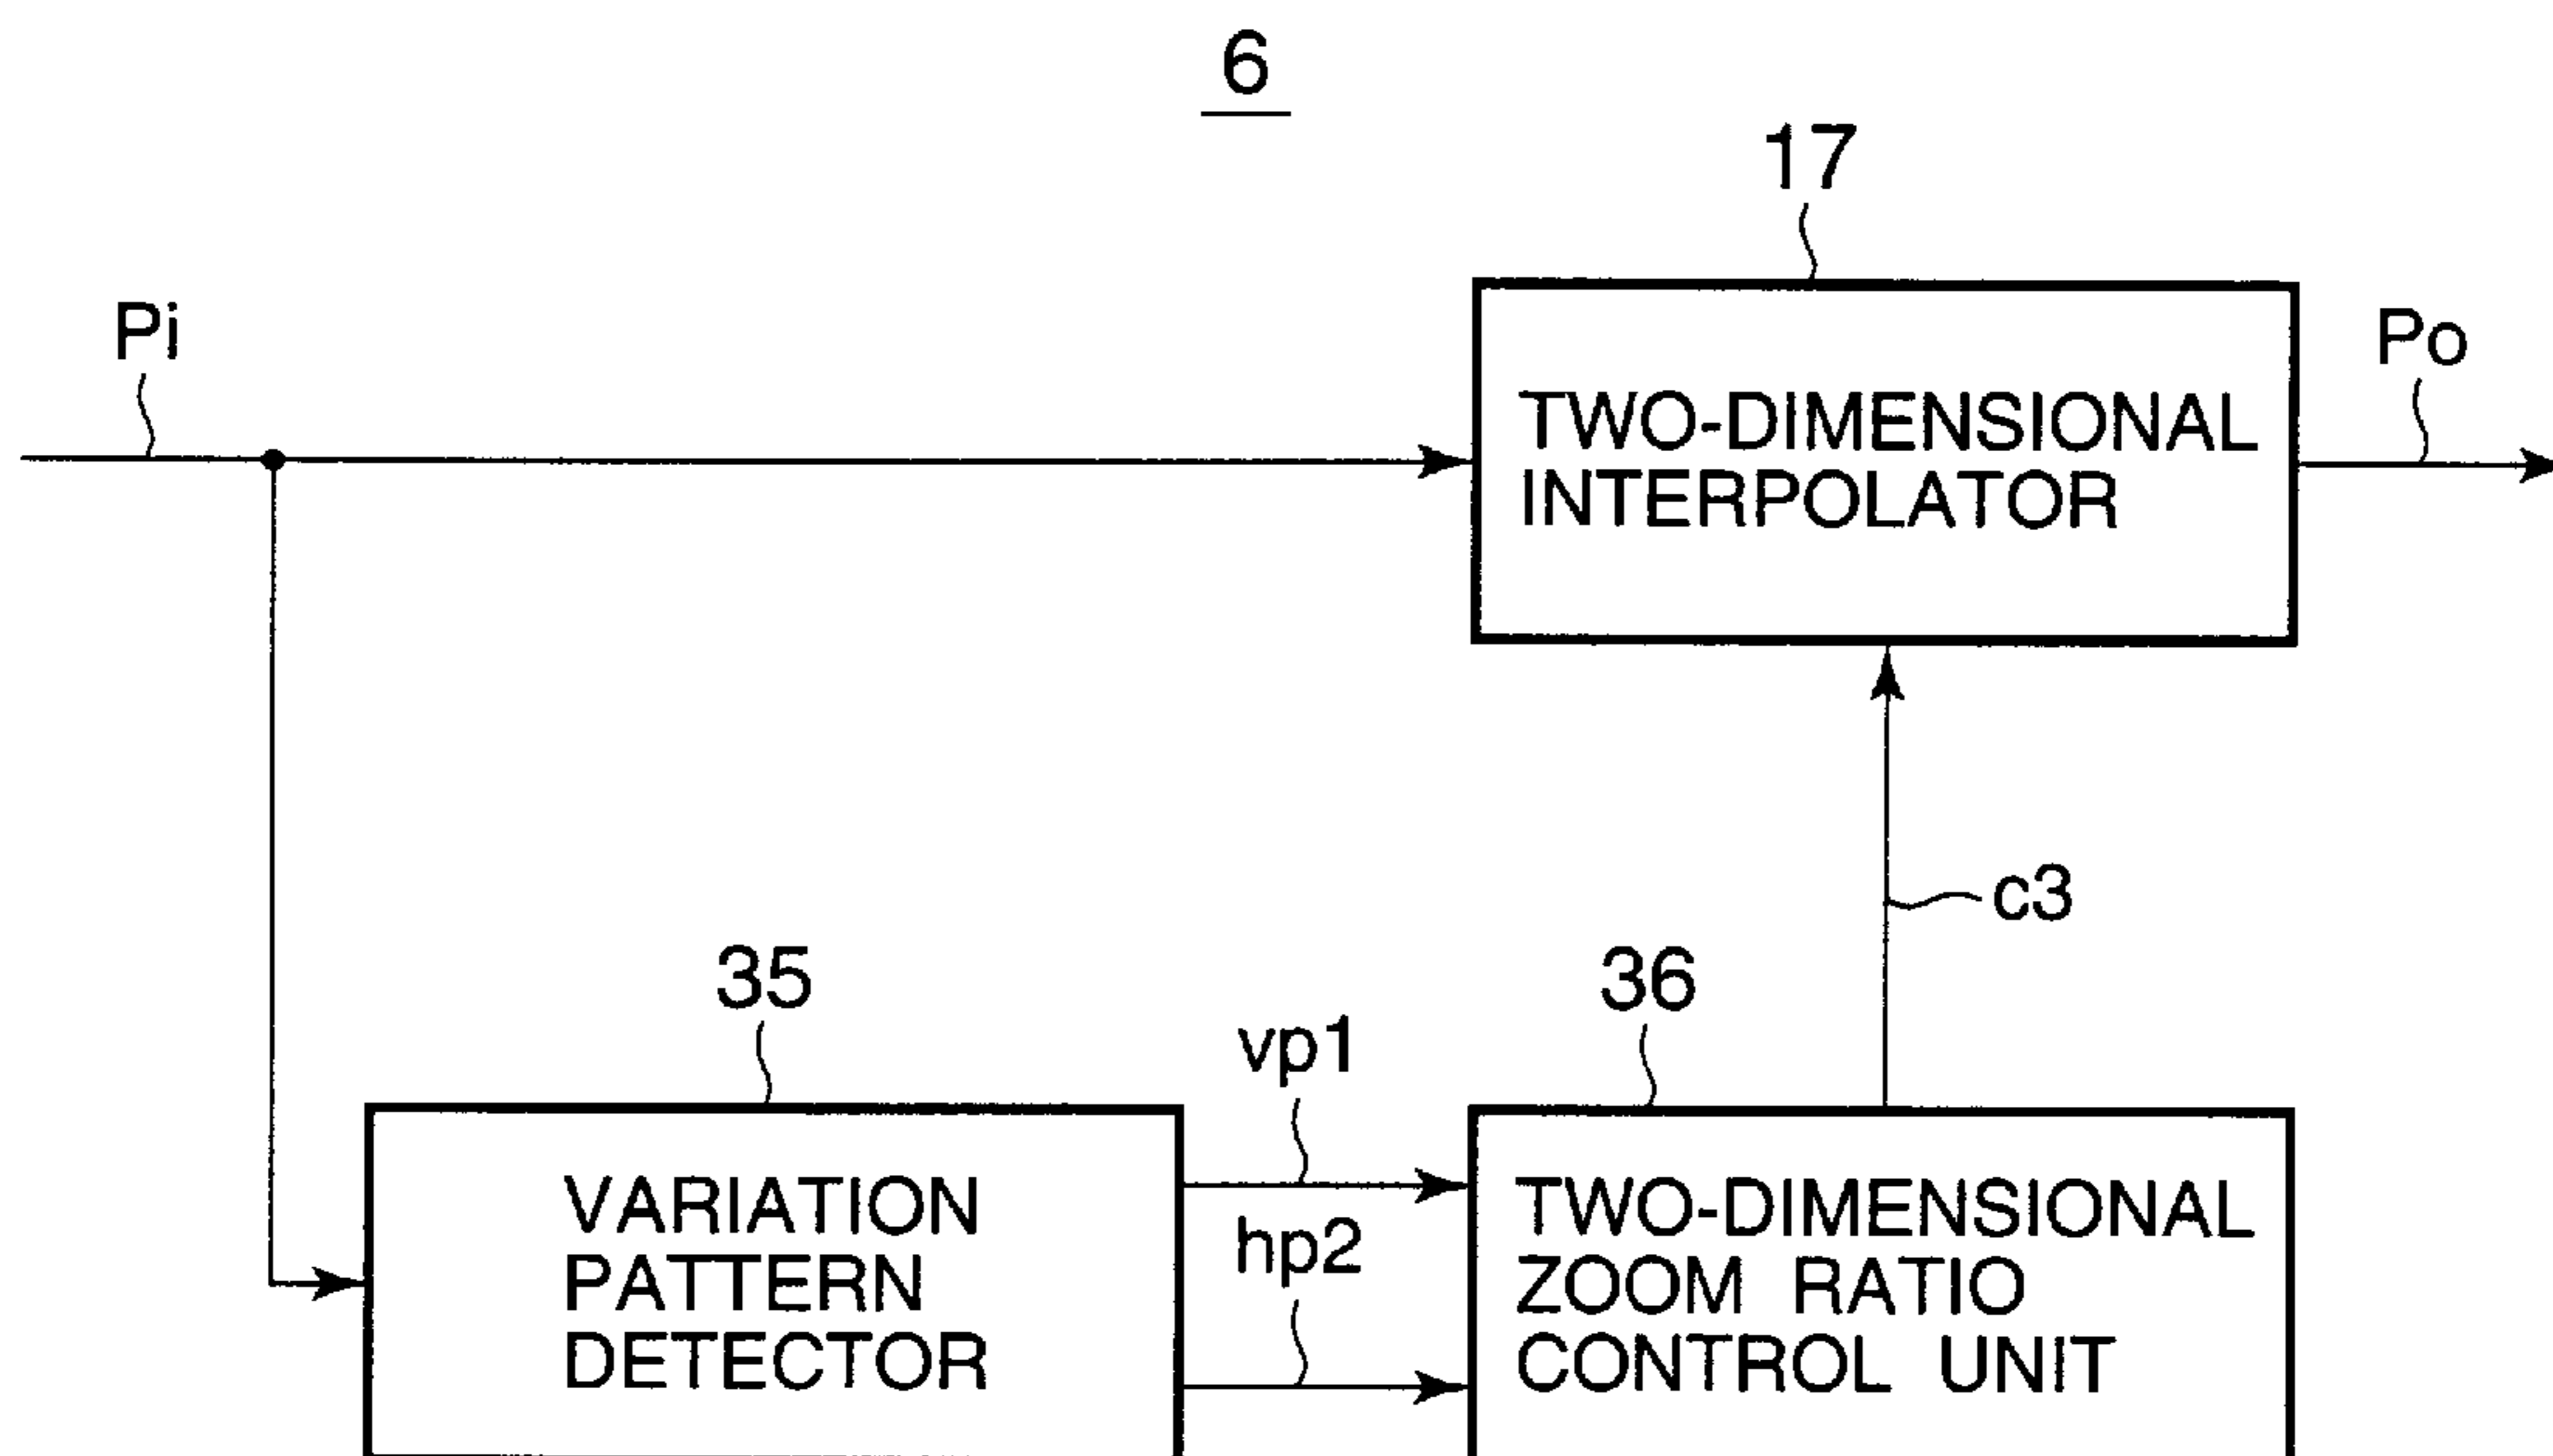 6
17
Pi
Po
TWO-DIMENSIONAL
INTERPOLATOR
c3
35
36
vp1
hp2
VARIATION
PATTERN
DETECTOR
TWO-DIMENSIONAL
ZOOM RATIO
CONTROL UNIT